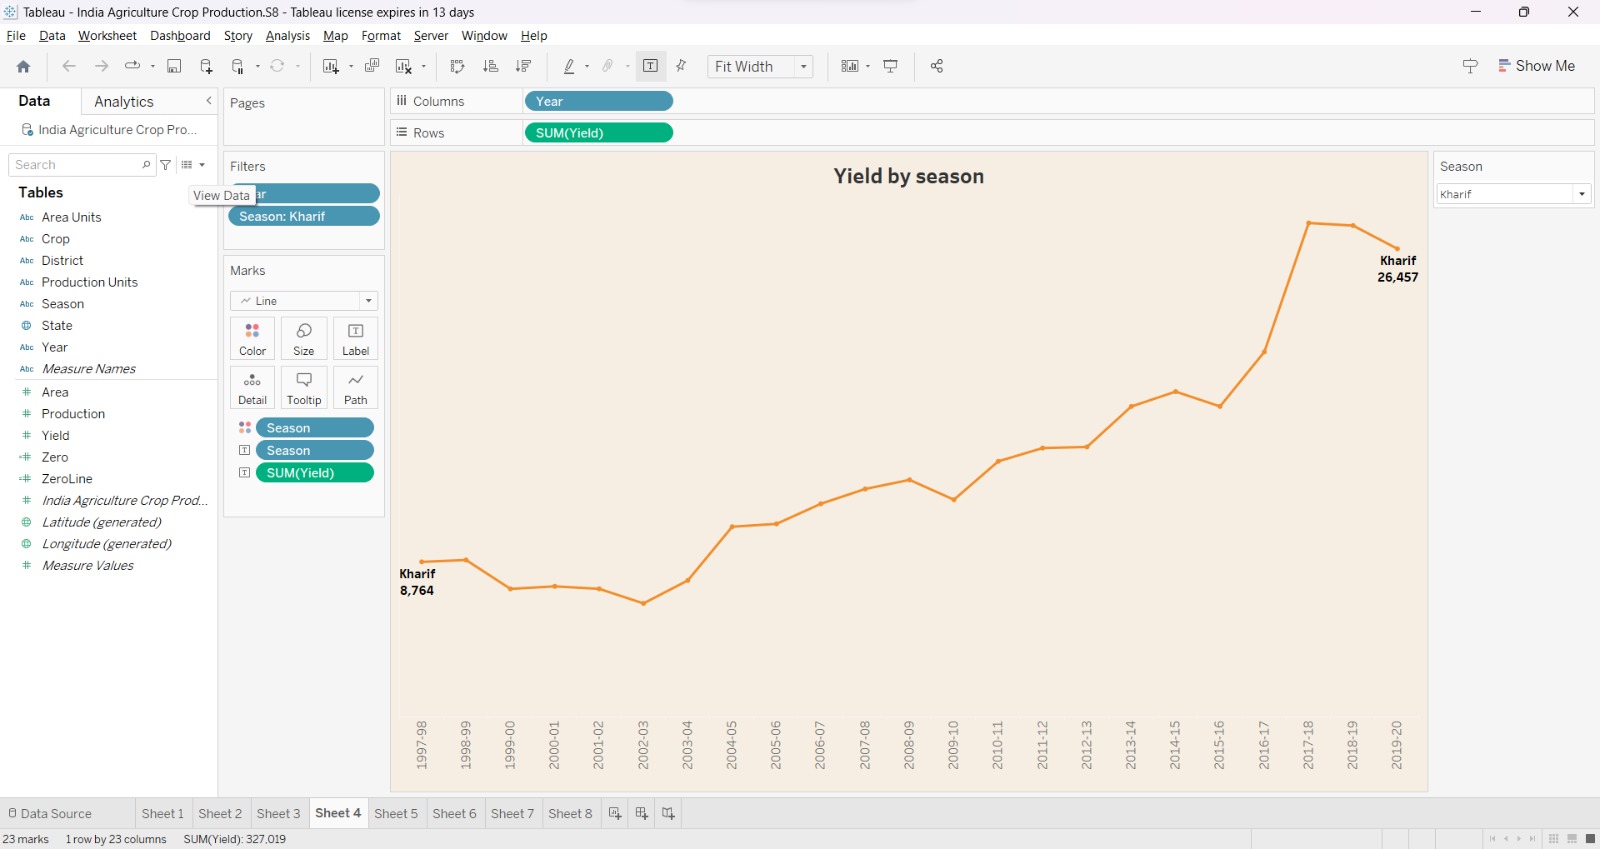 Tableau - India Agriculture Crop Production.S8 - Tableau license expires in 13 days
File Data Worksheet Dashboard Story Analysis Map Format Server Window Help
Fit Width
Show Me
Data Analytics
India Agriculture Crop Pro...
Search
Tables
View Data
Abc Area Units
Abc Crop
Abc District
Abc Production Units
Abc Season
State
Abc Year
Abc Measure Names
# Area
# Production
# Yield
=# Zero
=# ZeroLine
# India Agriculture Crop Prod...
Latitude (generated)
Longitude (generated)
# Measure Values
Pages
Filters
ar
Season: Kharif
Marks
Line
Color Size Label
Detail Tooltip Path
Season
Season
SUM(Yield)
Columns Year
Rows SUM(Yield)
Yield by season
Kharif
8,764
Kharif
26,457
1997-98
1998-99
1999-00
2000-01
2001-02
2002-03
2003-04
2004-05
2005-06
2006-07
2007-08
2008-09
2009-10
2010-11
2011-12
2012-13
2013-14
2014-15
2015-16
2016-17
2017-18
2018-19
2019-20
Season
Kharif
Data Source Sheet 1 Sheet 2 Sheet 3 Sheet 4 Sheet 5 Sheet 6 Sheet 7 Sheet 8
23 marks 1 row by 23 columns SUM(Yield): 327,019